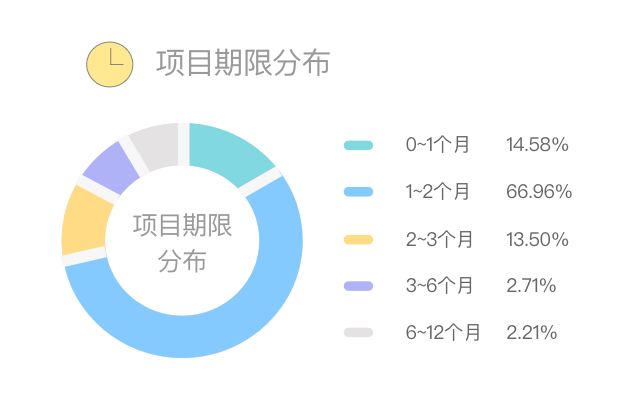 项目期限分布
项目期限
分布
0~1个月 14.58%
1~2个月 66.96%
2~3个月 13.50%
3~6个月 2.71%
6~12个月 2.21%